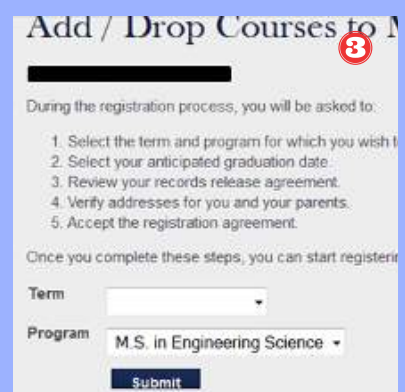 Add / Drop Courses to
3
During the registration process, you will be asked to:
1. Select the term and program for which you wish
2. Select your anticipated graduation date.
3. Review your records release agreement.
4. Verify addresses for you and your parents.
5. Accept the registration agreement.
Once you complete these steps, you can start
Term
Program M.S. in Engineering Science
Submit